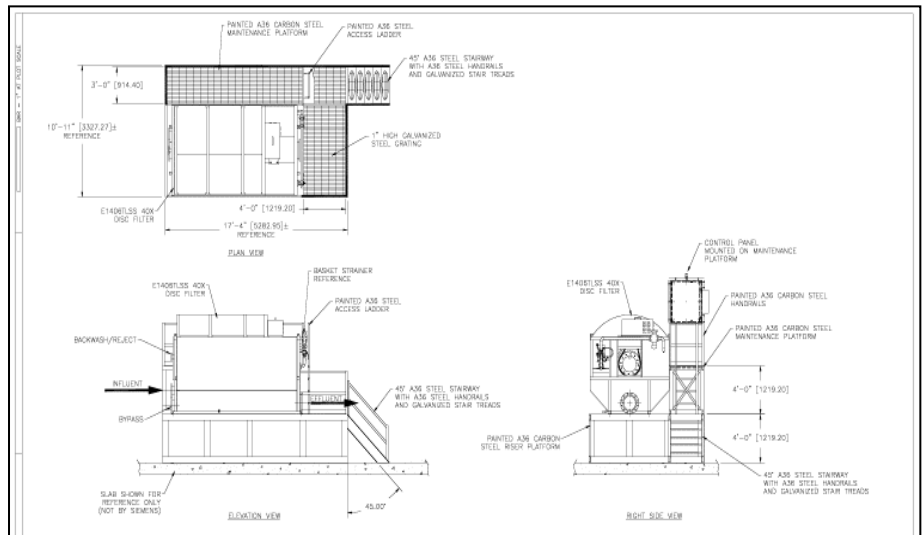 PAINTED A36 CARBON STEEL
MAINTENANCE PLATFORM
PAINTED A36 STEEL
ACCESS LADDER
45° A36 STEEL STAIRWAY
WITH A36 STEEL HANDRAILS
AND GALVANIZED STAIR TREADS
3'-0" [914.40]
10'-11" [3327.27]±
REFERENCE
1" HIGH GALVANIZED
STEEL GRATING
E1406TLSS 40X
DISC FILTER
4'-0" [1219.20]
17'-4" [5282.95]±
REFERENCE
PLAN VIEW
BASKET STRAINER
REFERENCE
E1406TLSS 40X
DISC FILTER
PAINTED A36 STEEL
ACCESS LADDER
BACKWASH/REJECT
INFLUENT
EFFLUENT
BYPASS
45° A36 STEEL STAIRWAY
WITH A36 STEEL HANDRAILS
AND GALVANIZED STAIR TREADS
SLAB SHOWN FOR
REFERENCE ONLY
(NOT BY SIEMENS)
45.00°
ELEVATION VIEW
CONTROL PANEL
MOUNTED ON MAINTENANCE
PLATFORM
E1406TLSS 40X
DISC FILTER
PAINTED A36 CARBON STEEL
HANDRAILS
PAINTED A36 CARBON STEEL
MAINTENANCE PLATFORM
4'-0" [1219.20]
4'-0" [1219.20]
PAINTED A36 CARBON
STEEL RISER PLATFORM
45° A36 STEEL STAIRWAY
WITH A36 STEEL HANDRAILS
AND GALVANIZED STAIR TREADS
RIGHT SIDE VIEW